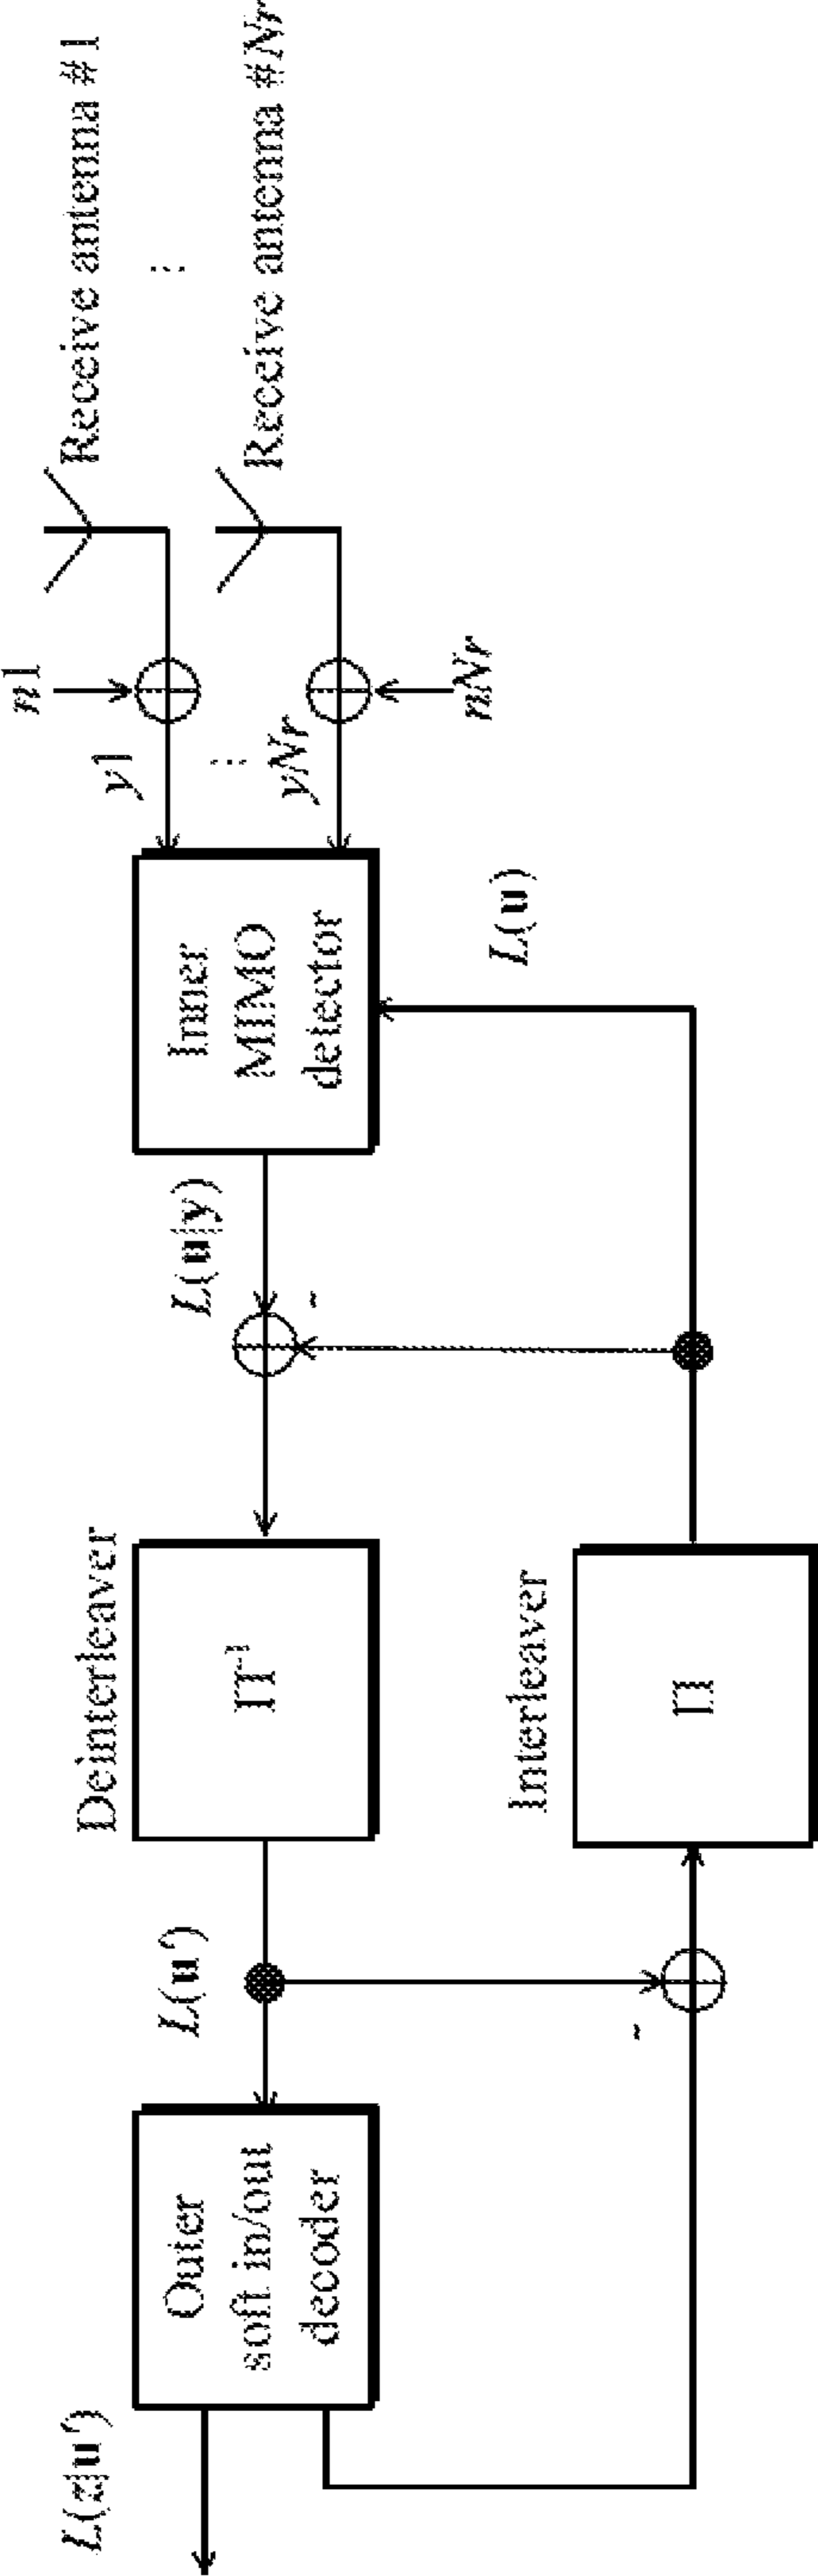 Receive antenna #1
⋮
Receive antenna #Nr
n1
nNr
y1
⋮
yNr
Inner
MIMO
detector
L(u)
L(u|y)
-
Deinterleaver
Π-1
Interleaver
Π
L(u')
-
Outer
soft in/out
decoder
L(z|u')